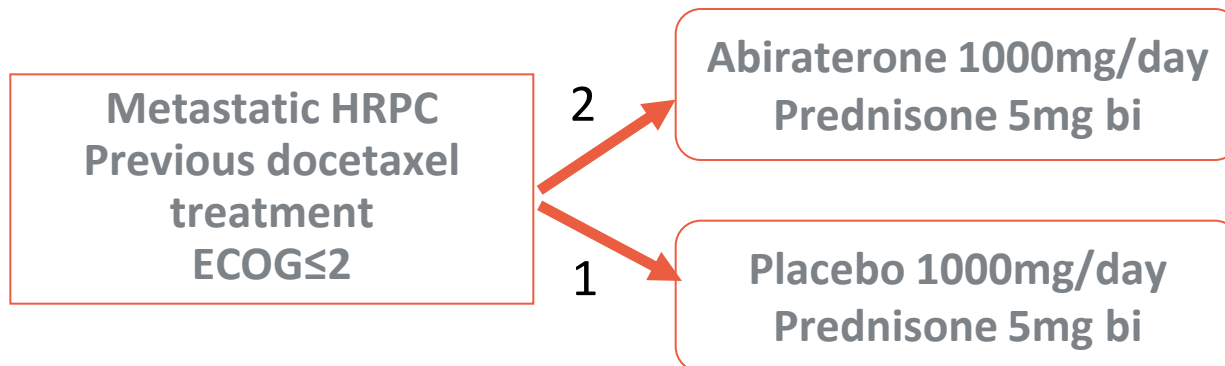 Metastatic HRPC
Previous docetaxel
treatment
ECOG≤2
2
Abiraterone 1000mg/day
Prednisone 5mg bi
1
Placebo 1000mg/day
Prednisone 5mg bi